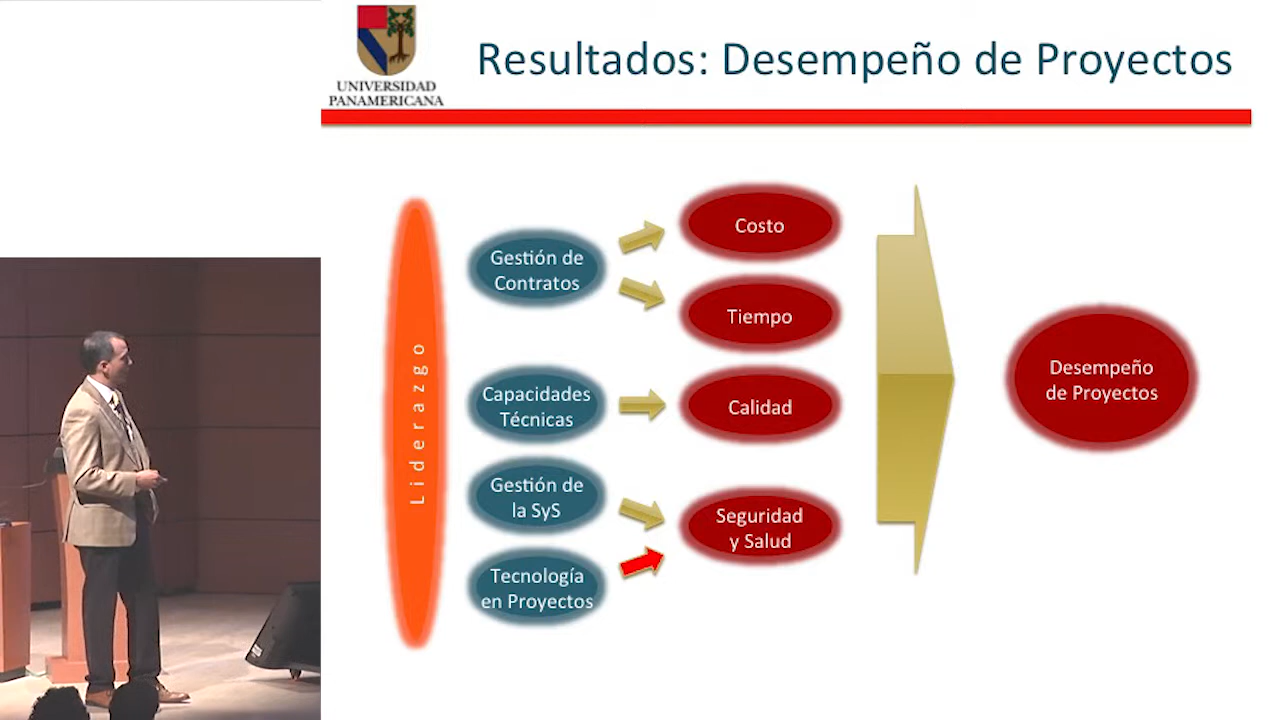 UNIVERSIDAD
PANAMERICANA
Resultados: Desempeño de Proyectos
Liderazgo
Gestión de
Contratos
Capacidades
Técnicas
Gestión de
la SyS
Tecnología
en Proyectos
Costo
Tiempo
Calidad
Seguridad
y Salud
Desempeño
de Proyectos